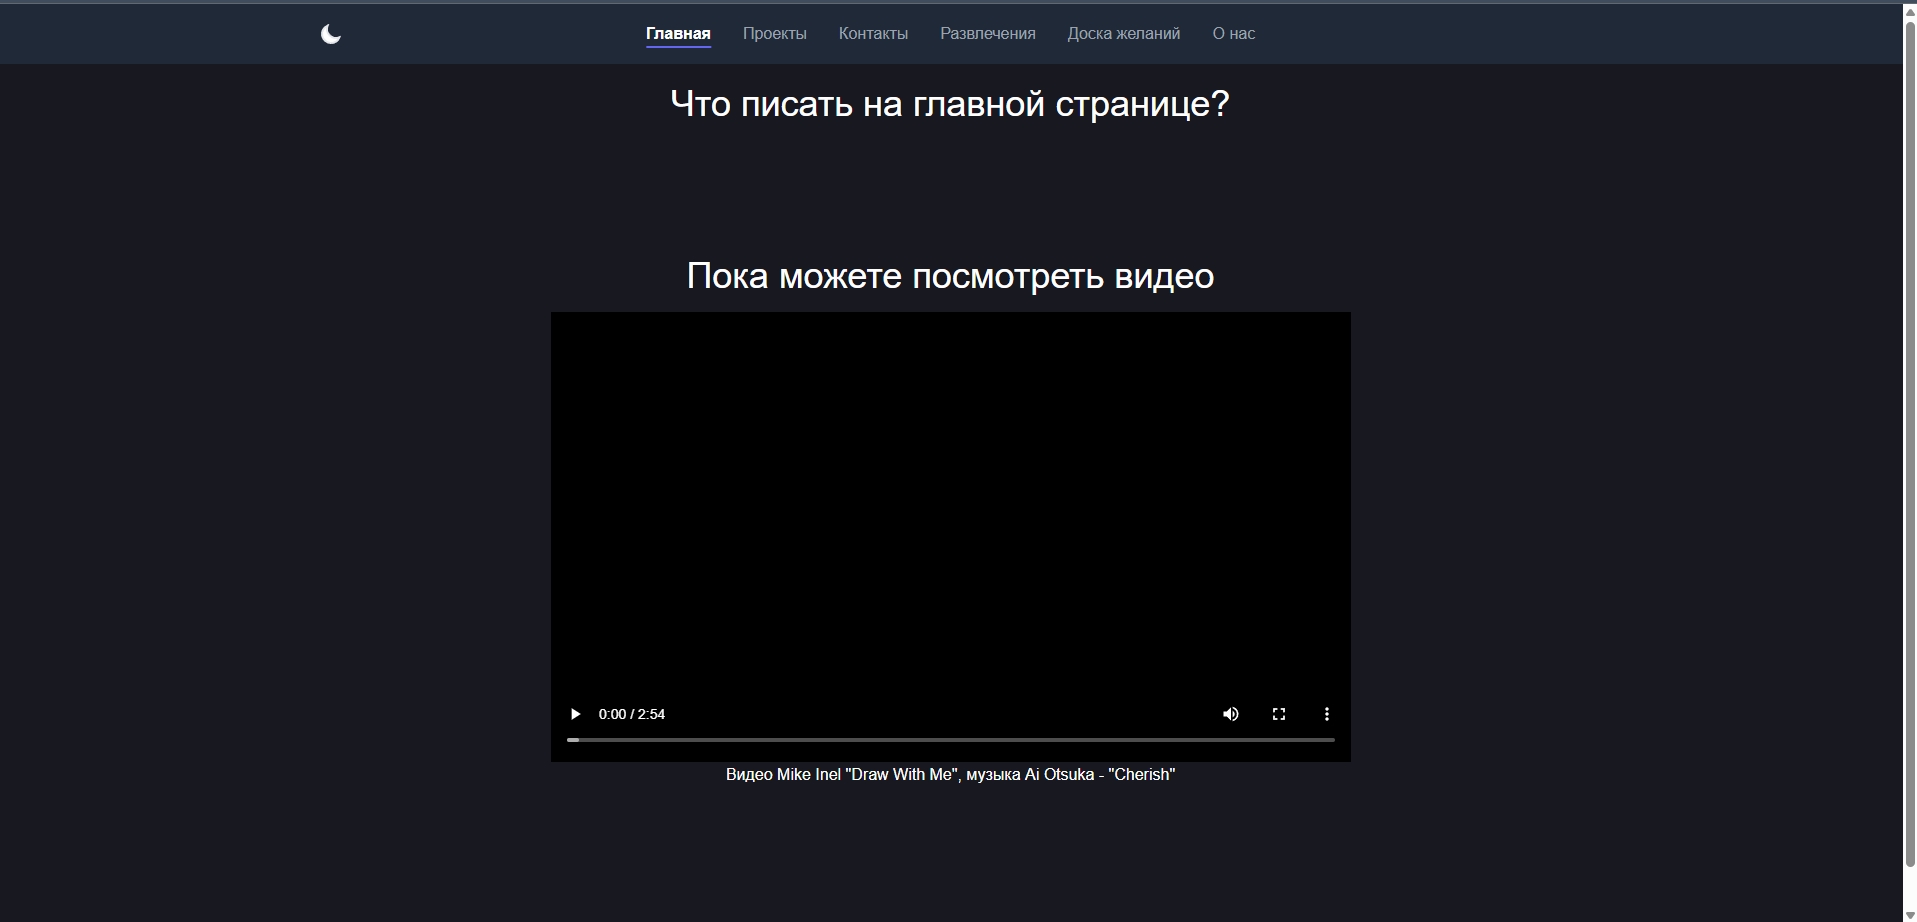 Главная Проекты Контакты Развлечения Доска желаний О нас
Что писать на главной странице?
Пока можете посмотреть видео
0:00 / 2:54
Видео Mike Inel "Draw With Me", музыка Ai Otsuka - "Cherish"